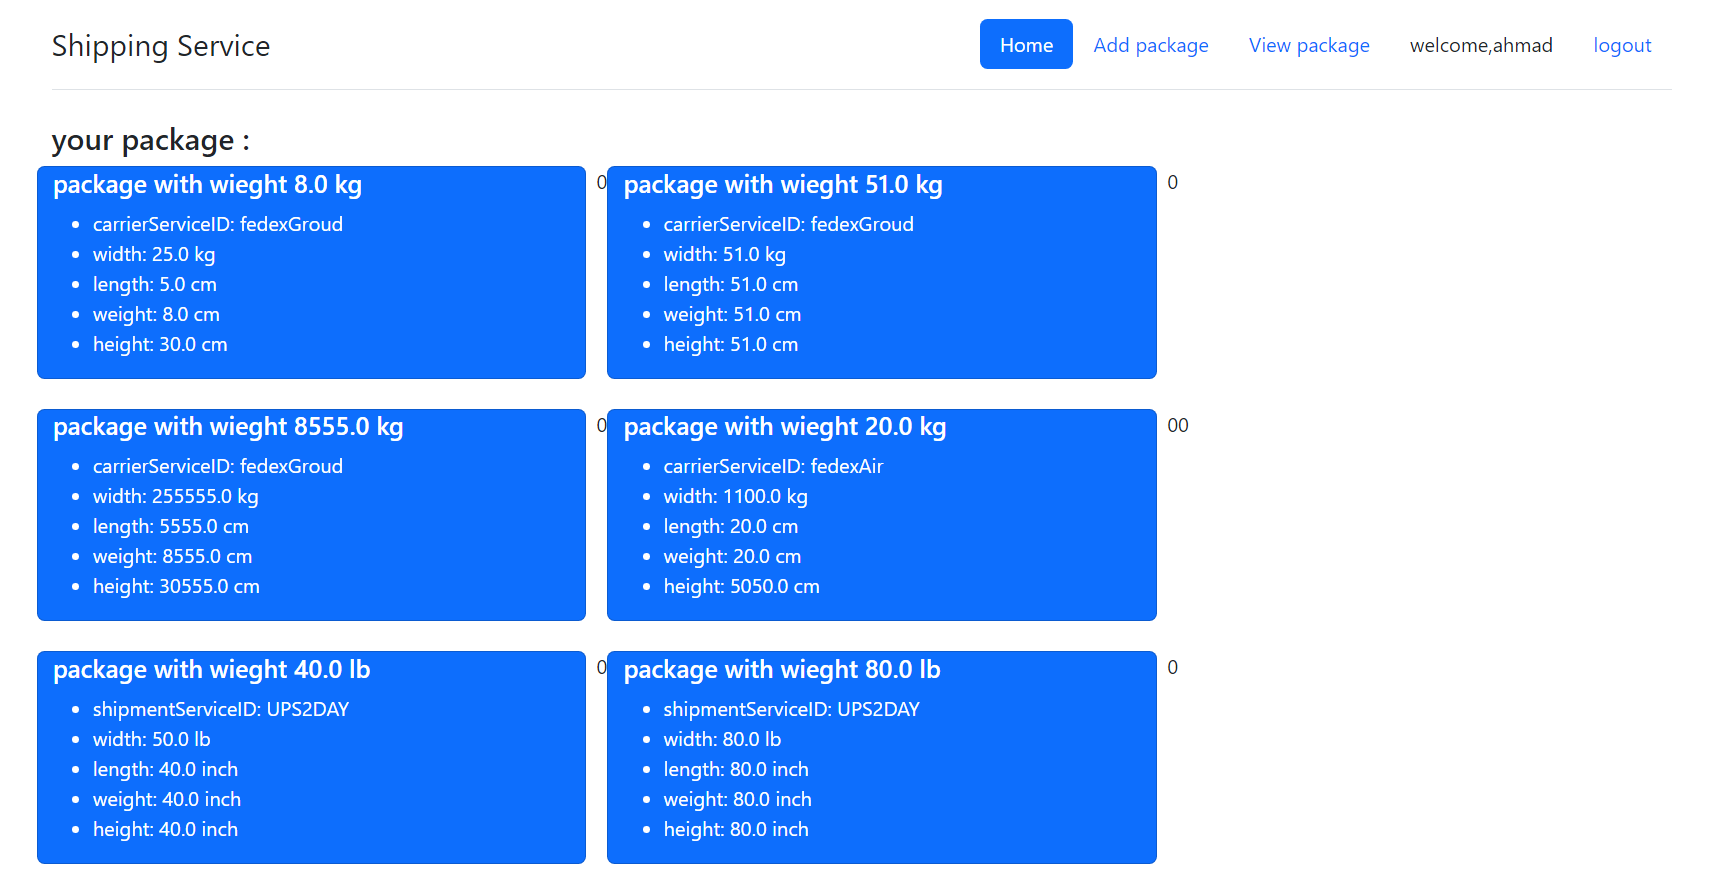 Shipping Service
Home
Add package
View package
welcome,ahmad
logout
your package :
package with wieght 8.0 kg
carrierServiceID: fedexGroud
width: 25.0 kg
length: 5.0 cm
weight: 8.0 cm
height: 30.0 cm
0
package with wieght 51.0 kg
carrierServiceID: fedexGroud
width: 51.0 kg
length: 51.0 cm
weight: 51.0 cm
height: 51.0 cm
0
package with wieght 8555.0 kg
carrierServiceID: fedexGroud
width: 255555.0 kg
length: 5555.0 cm
weight: 8555.0 cm
height: 30555.0 cm
0
package with wieght 20.0 kg
carrierServiceID: fedexAir
width: 1100.0 kg
length: 20.0 cm
weight: 20.0 cm
height: 5050.0 cm
00
package with wieght 40.0 lb
shipmentServiceID: UPS2DAY
width: 50.0 lb
length: 40.0 inch
weight: 40.0 inch
height: 40.0 inch
0
package with wieght 80.0 lb
shipmentServiceID: UPS2DAY
width: 80.0 lb
length: 80.0 inch
weight: 80.0 inch
height: 80.0 inch
0